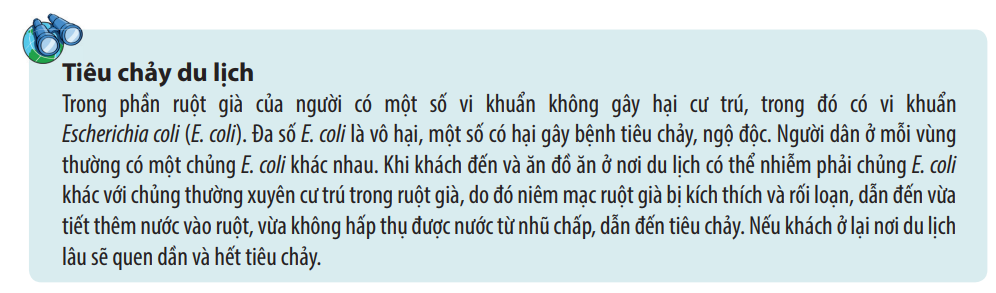 Tiêu chảy du lịch
Trong phần ruột già của người có một số vi khuẩn không gây hại cư trú, trong đó có vi khuẩn
Escherichia coli (E. coli). Đa số E. coli là vô hại, một số có hại gây bệnh tiêu chảy, ngộ độc. Người dân ở mỗi vùng
thường có một chủng E. coli khác nhau. Khi khách đến và ăn đồ ăn ở nơi du lịch có thể nhiễm phải chủng E. coli
khác với chủng thường xuyên cư trú trong ruột già, do đó niêm mạc ruột già bị kích thích và rối loạn, dẫn đến vừa
tiết thêm nước vào ruột, vừa không hấp thụ được nước từ nhũ chấp, dẫn đến tiêu chảy. Nếu khách ở lại nơi du lịch
lâu sẽ quen dần và hết tiêu chảy.